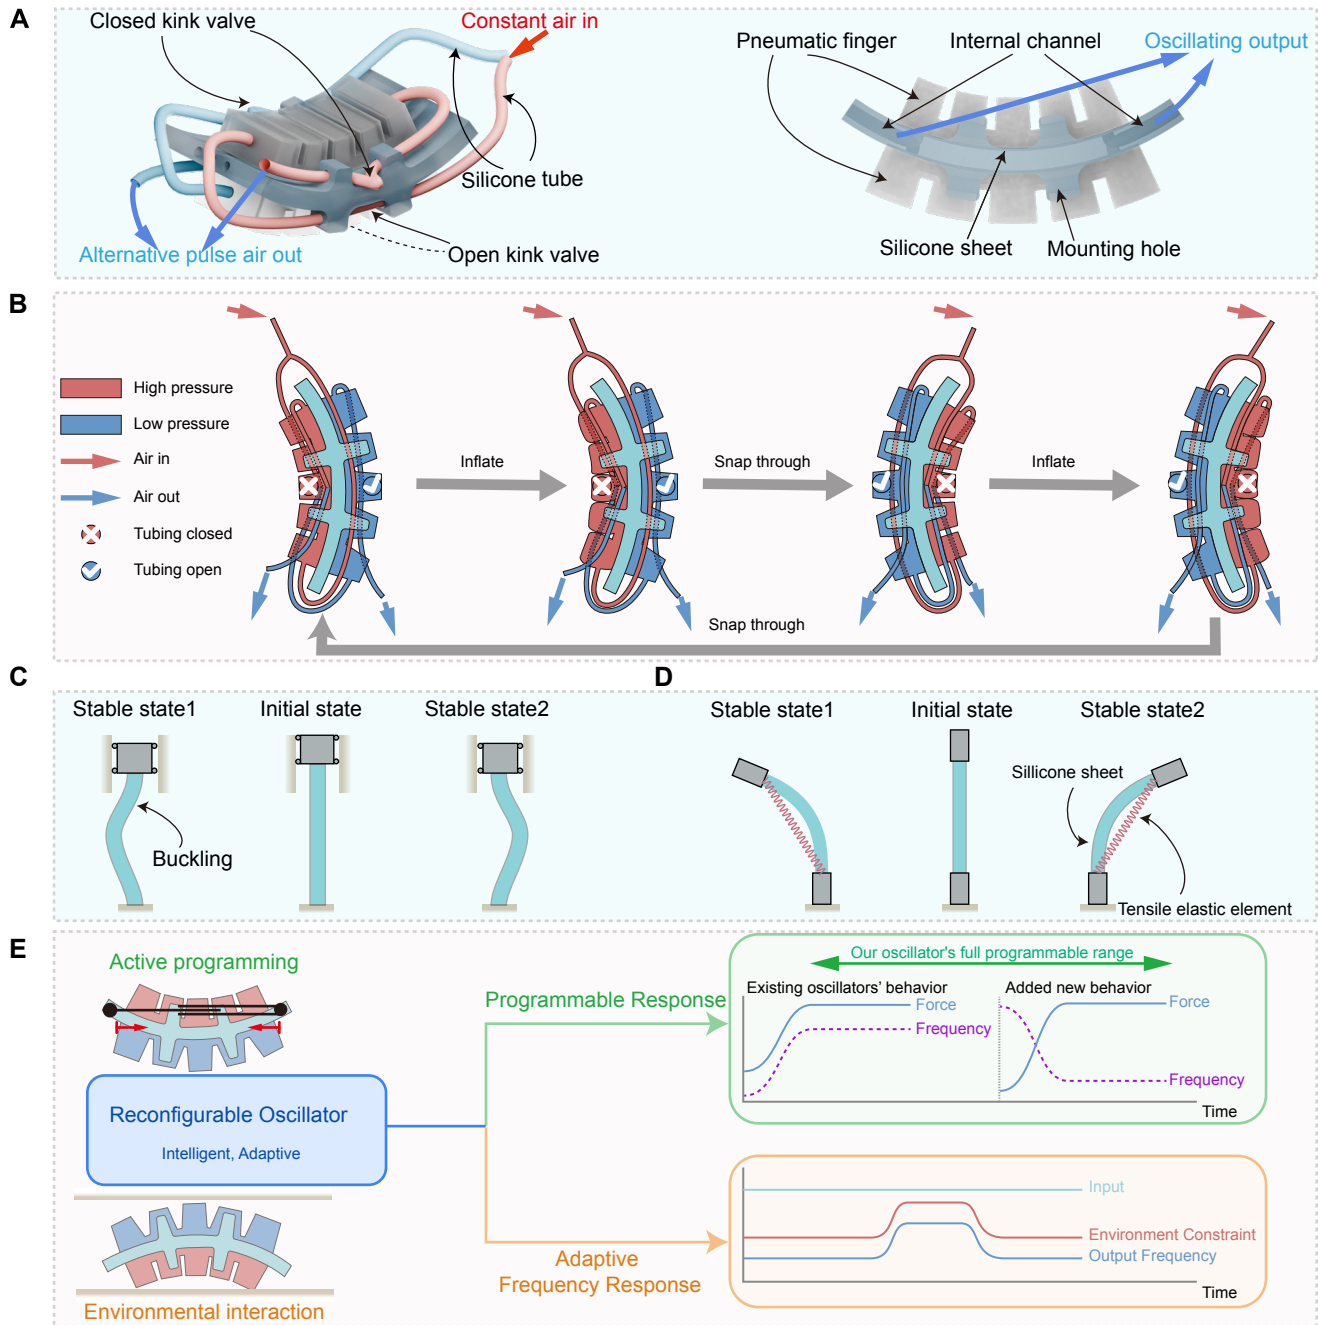 A
Closed kink valve
Constant air in
Silicone tube
Open kink valve
Alternative pulse air out
Pneumatic finger
Internal channel
Oscillating output
Silicone sheet
Mounting hole
B
High pressure
Low pressure
Air in
Air out
Tubing closed
Tubing open
Inflate
Snap through
Inflate
Snap through
C
Stable state1
Initial state
Stable state2
Buckling
D
Stable state1
Initial state
Stable state2
Sillicone sheet
Tensile elastic element
E
Active programming
Reconfigurable Oscillator
Intelligent, Adaptive
Environmental interaction
Programmable Response
Adaptive
Frequency Response
Our oscillator's full programmable range
Existing oscillators’ behavior
Force
Frequency
Added new behavior
Force
Frequency
Time
Input
Environment Constraint
Output Frequency
Time